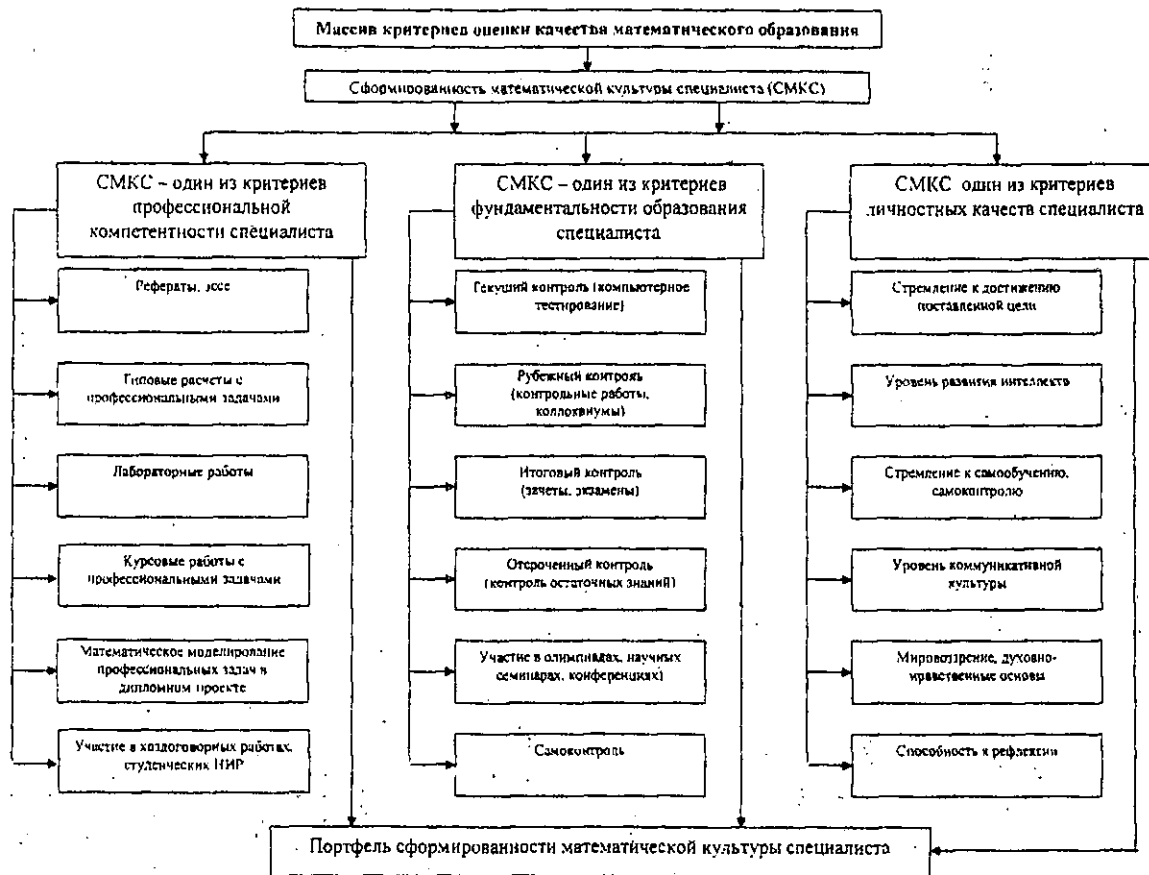 Массив критериев оценки качества математического образования
Сформированность математической культуры специалиста (СМКС)
СМКС – один из критериев
профессиональной
компетентности специалиста
Рефераты, эссе
Типовые расчеты с
профессиональными задачами
Лабораторные работы
Курсовые работы с
профессиональными задачами
Математическое моделирование
профессиональных задач в
дипломном проекте
Участие в хоздоговорных работах,
студенческих НИР
СМКС – один из критериев
фундаментальности образования
специалиста
Текущий контроль (компьютерное
тестирование)
Рубежный контроль
(контрольные работы,
коллоквиумы)
Итоговый контроль
(зачеты, экзамены)
Отсроченный контроль
(контроль остаточных знаний)
Участие в олимпиадах, научных
семинарах, конференциях)
Самоконтроль
СМКС один из критериев
личностных качеств специалиста
Стремление к достижению
поставленной цели
Уровень развития интеллекта
Стремление к самообучению,
самоконтролю
Уровень коммуникативной
культуры
Мировоззрение, духовно-
нравственные основы
Способность к рефлексии
Портфель сформированности математической культуры специалиста